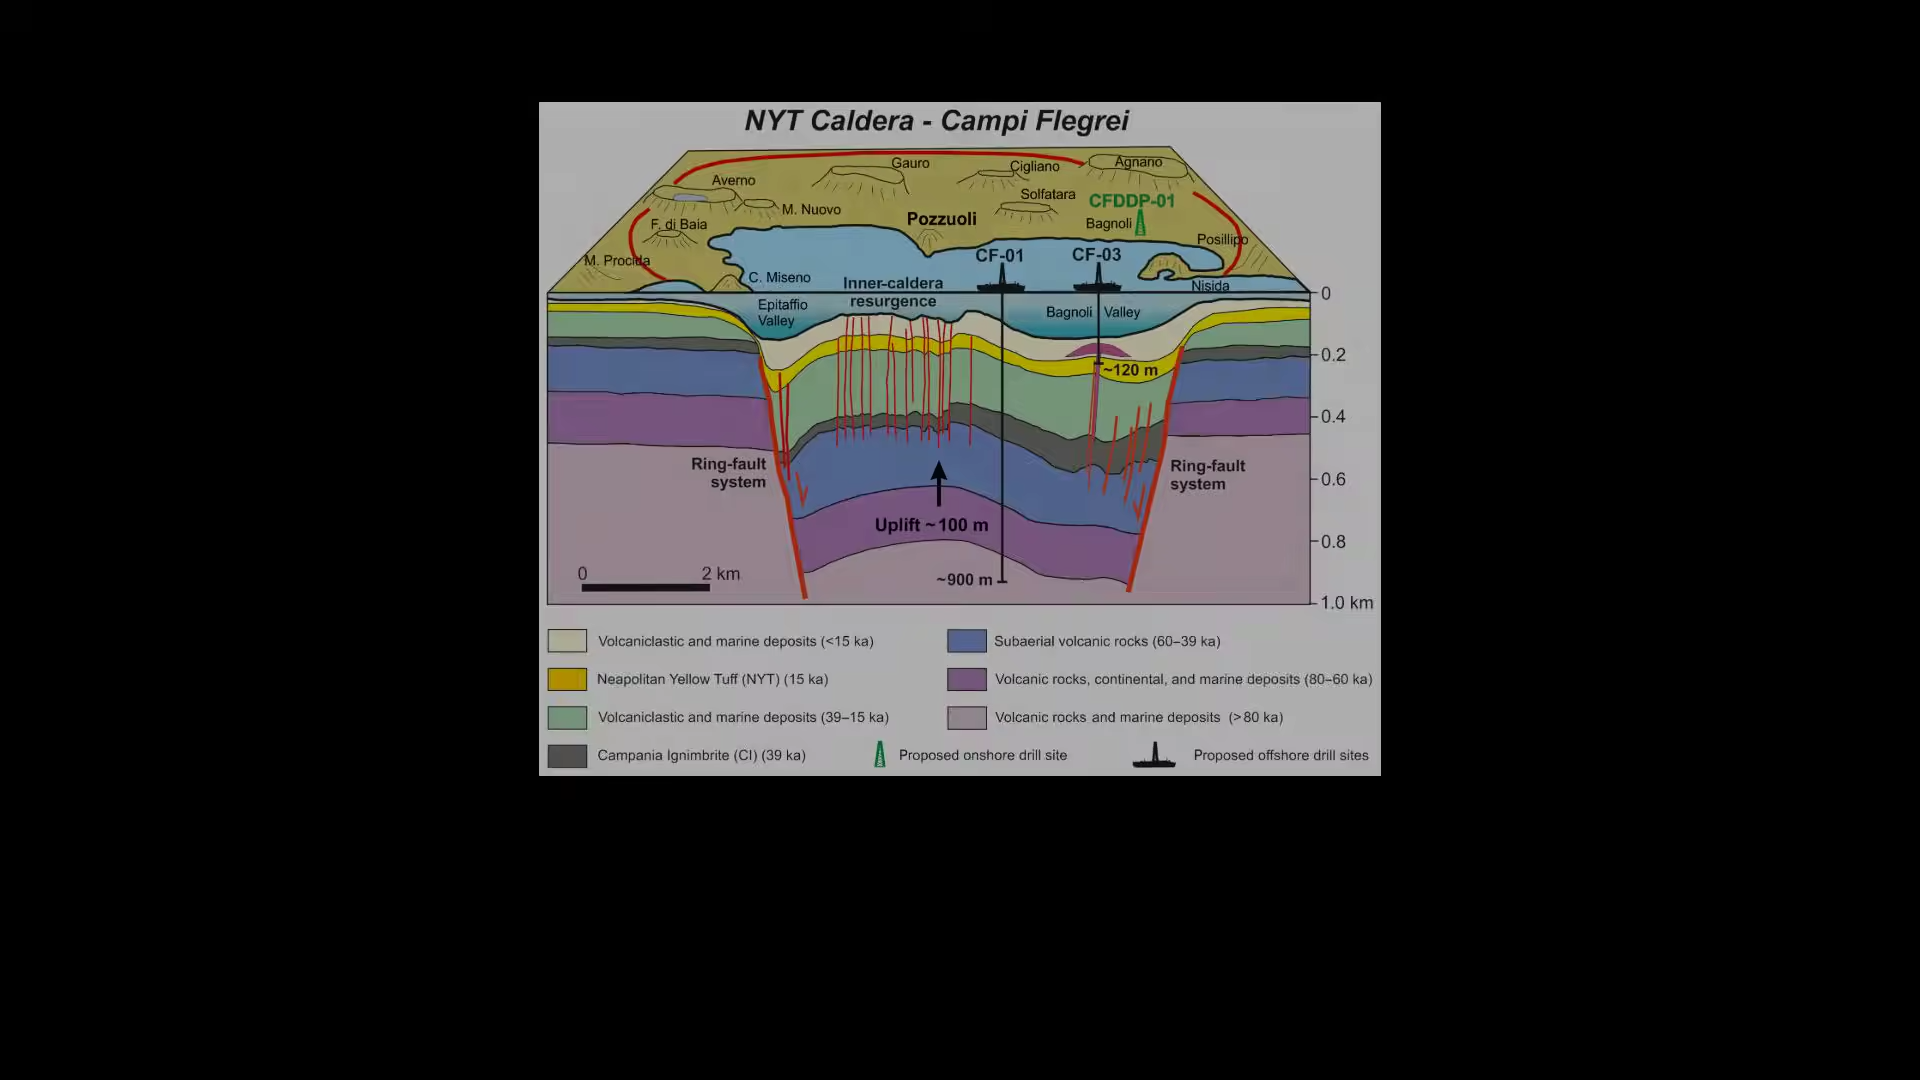 NYT Caldera - Campi Flegrei
Gauro
Cigliano
Agnano
Averno
Solfatara
CFDDP-01
M. Nuovo
Pozzuoli
Bagnoli
F. di Baia
Posillipo
CF-01
CF-03
M. Procida
C. Miseno
Inner-caldera
resurgence
Nisida
0
Epitaffio
Valley
Bagnoli Valley
0.2
~120 m
0.4
Ring-fault
system
Ring-fault
system
0.6
Uplift ~100 m
0.8
0 2 km
~900 m
1.0 km
Volcaniclastic and marine deposits (<15 ka)
Subaerial volcanic rocks (60–39 ka)
Neapolitan Yellow Tuff (NYT) (15 ka)
Volcanic rocks, continental, and marine deposits (80–60 ka)
Volcaniclastic and marine deposits (39–15 ka)
Volcanic rocks and marine deposits (>80 ka)
Campania Ignimbrite (CI) (39 ka)
Proposed onshore drill site
Proposed offshore drill sites